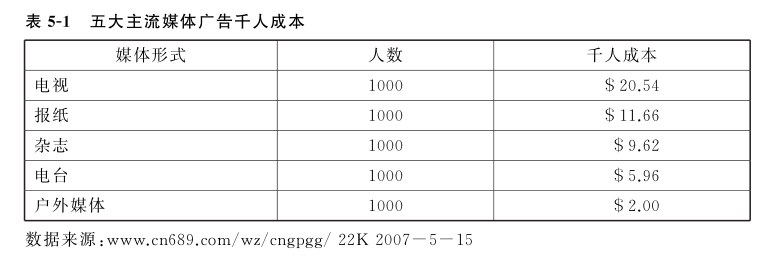 表 5-1 五大主流媒体广告千人成本
媒体形式 人数 千人成本
电视 1000 $20.54
报纸 1000 $11.66
杂志 1000 $9.62
电台 1000 $5.96
户外媒体 1000 $2.00
数据来源:www.cn689.com/wz/cngpgg/ 22K 2007-5-15